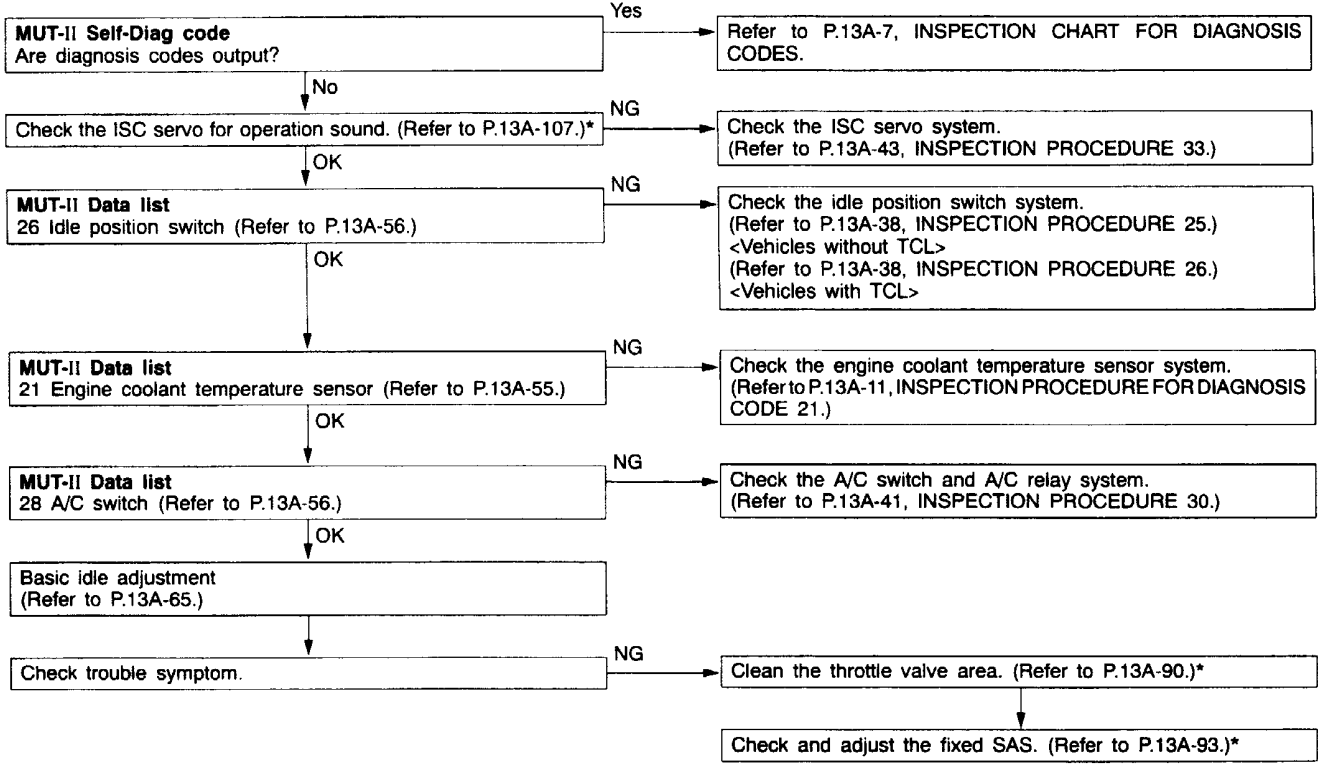 MUT-II Self-Diag code
Are diagnosis codes output?
Yes
Refer to P.13A-7, INSPECTION CHART FOR DIAGNOSIS
CODES.
No
Check the ISC servo for operation sound. (Refer to P.13A-107.)*
NG
Check the ISC servo system.
(Refer to P.13A-43, INSPECTION PROCEDURE 33.)
OK
MUT-II Data list
26 Idle position switch (Refer to P.13A-56.)
NG
Check the idle position switch system.
(Refer to P.13A-38, INSPECTION PROCEDURE 25.)
<Vehicles without TCL>
(Refer to P.13A-38, INSPECTION PROCEDURE 26.)
<Vehicles with TCL>
OK
MUT-II Data list
21 Engine coolant temperature sensor (Refer to P.13A-55.)
NG
Check the engine coolant temperature sensor system.
(Refer to P.13A-11, INSPECTION PROCEDURE FOR DIAGNOSIS
CODE 21.)
OK
MUT-II Data list
28 A/C switch (Refer to P.13A-56.)
NG
Check the A/C switch and A/C relay system.
(Refer to P.13A-41, INSPECTION PROCEDURE 30.)
OK
Basic idle adjustment
(Refer to P.13A-65.)
Check trouble symptom.
NG
Clean the throttle valve area. (Refer to P.13A-90.)*
Check and adjust the fixed SAS. (Refer to P.13A-93.)*